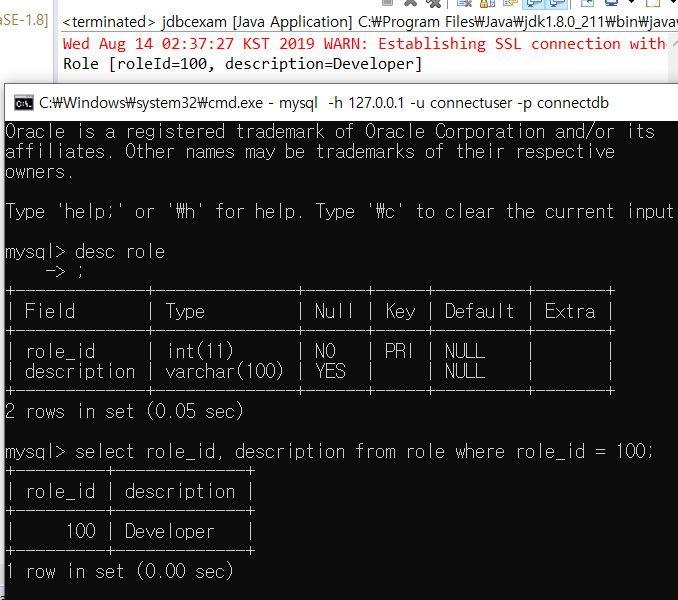 aSE-1.8]
<terminated> jdbcexam [Java Application] C:₩Program Files₩Java₩jdk1.8.0_211₩bin₩javaw
Wed Aug 14 02:37:27 KST 2019 WARN: Establishing SSL connection with
Role [roleId=100, description=Developer]
C:₩Windows₩system32₩cmd.exe - mysql  -h 127.0.0.1 -u connectuser -p connectdb
Oracle is a registered trademark of Oracle Corporation and/or its
affiliates. Other names may be trademarks of their respective
owners.
Type 'help;' or '₩h' for help. Type '₩c' to clear the current input
mysql> desc role
    -> ;
+-------------+--------------+------+-----+---------+-------+
| Field       | Type         | Null | Key | Default | Extra |
+-------------+--------------+------+-----+---------+-------+
| role_id     | int(11)      | NO   | PRI | NULL    |       |
| description | varchar(100) | YES  |     | NULL    |       |
+-------------+--------------+------+-----+---------+-------+
2 rows in set (0.05 sec)
mysql> select role_id, description from role where role_id = 100;
+---------+-------------+
| role_id | description |
+---------+-------------+
|     100 | Developer   |
+---------+-------------+
1 row in set (0.00 sec)